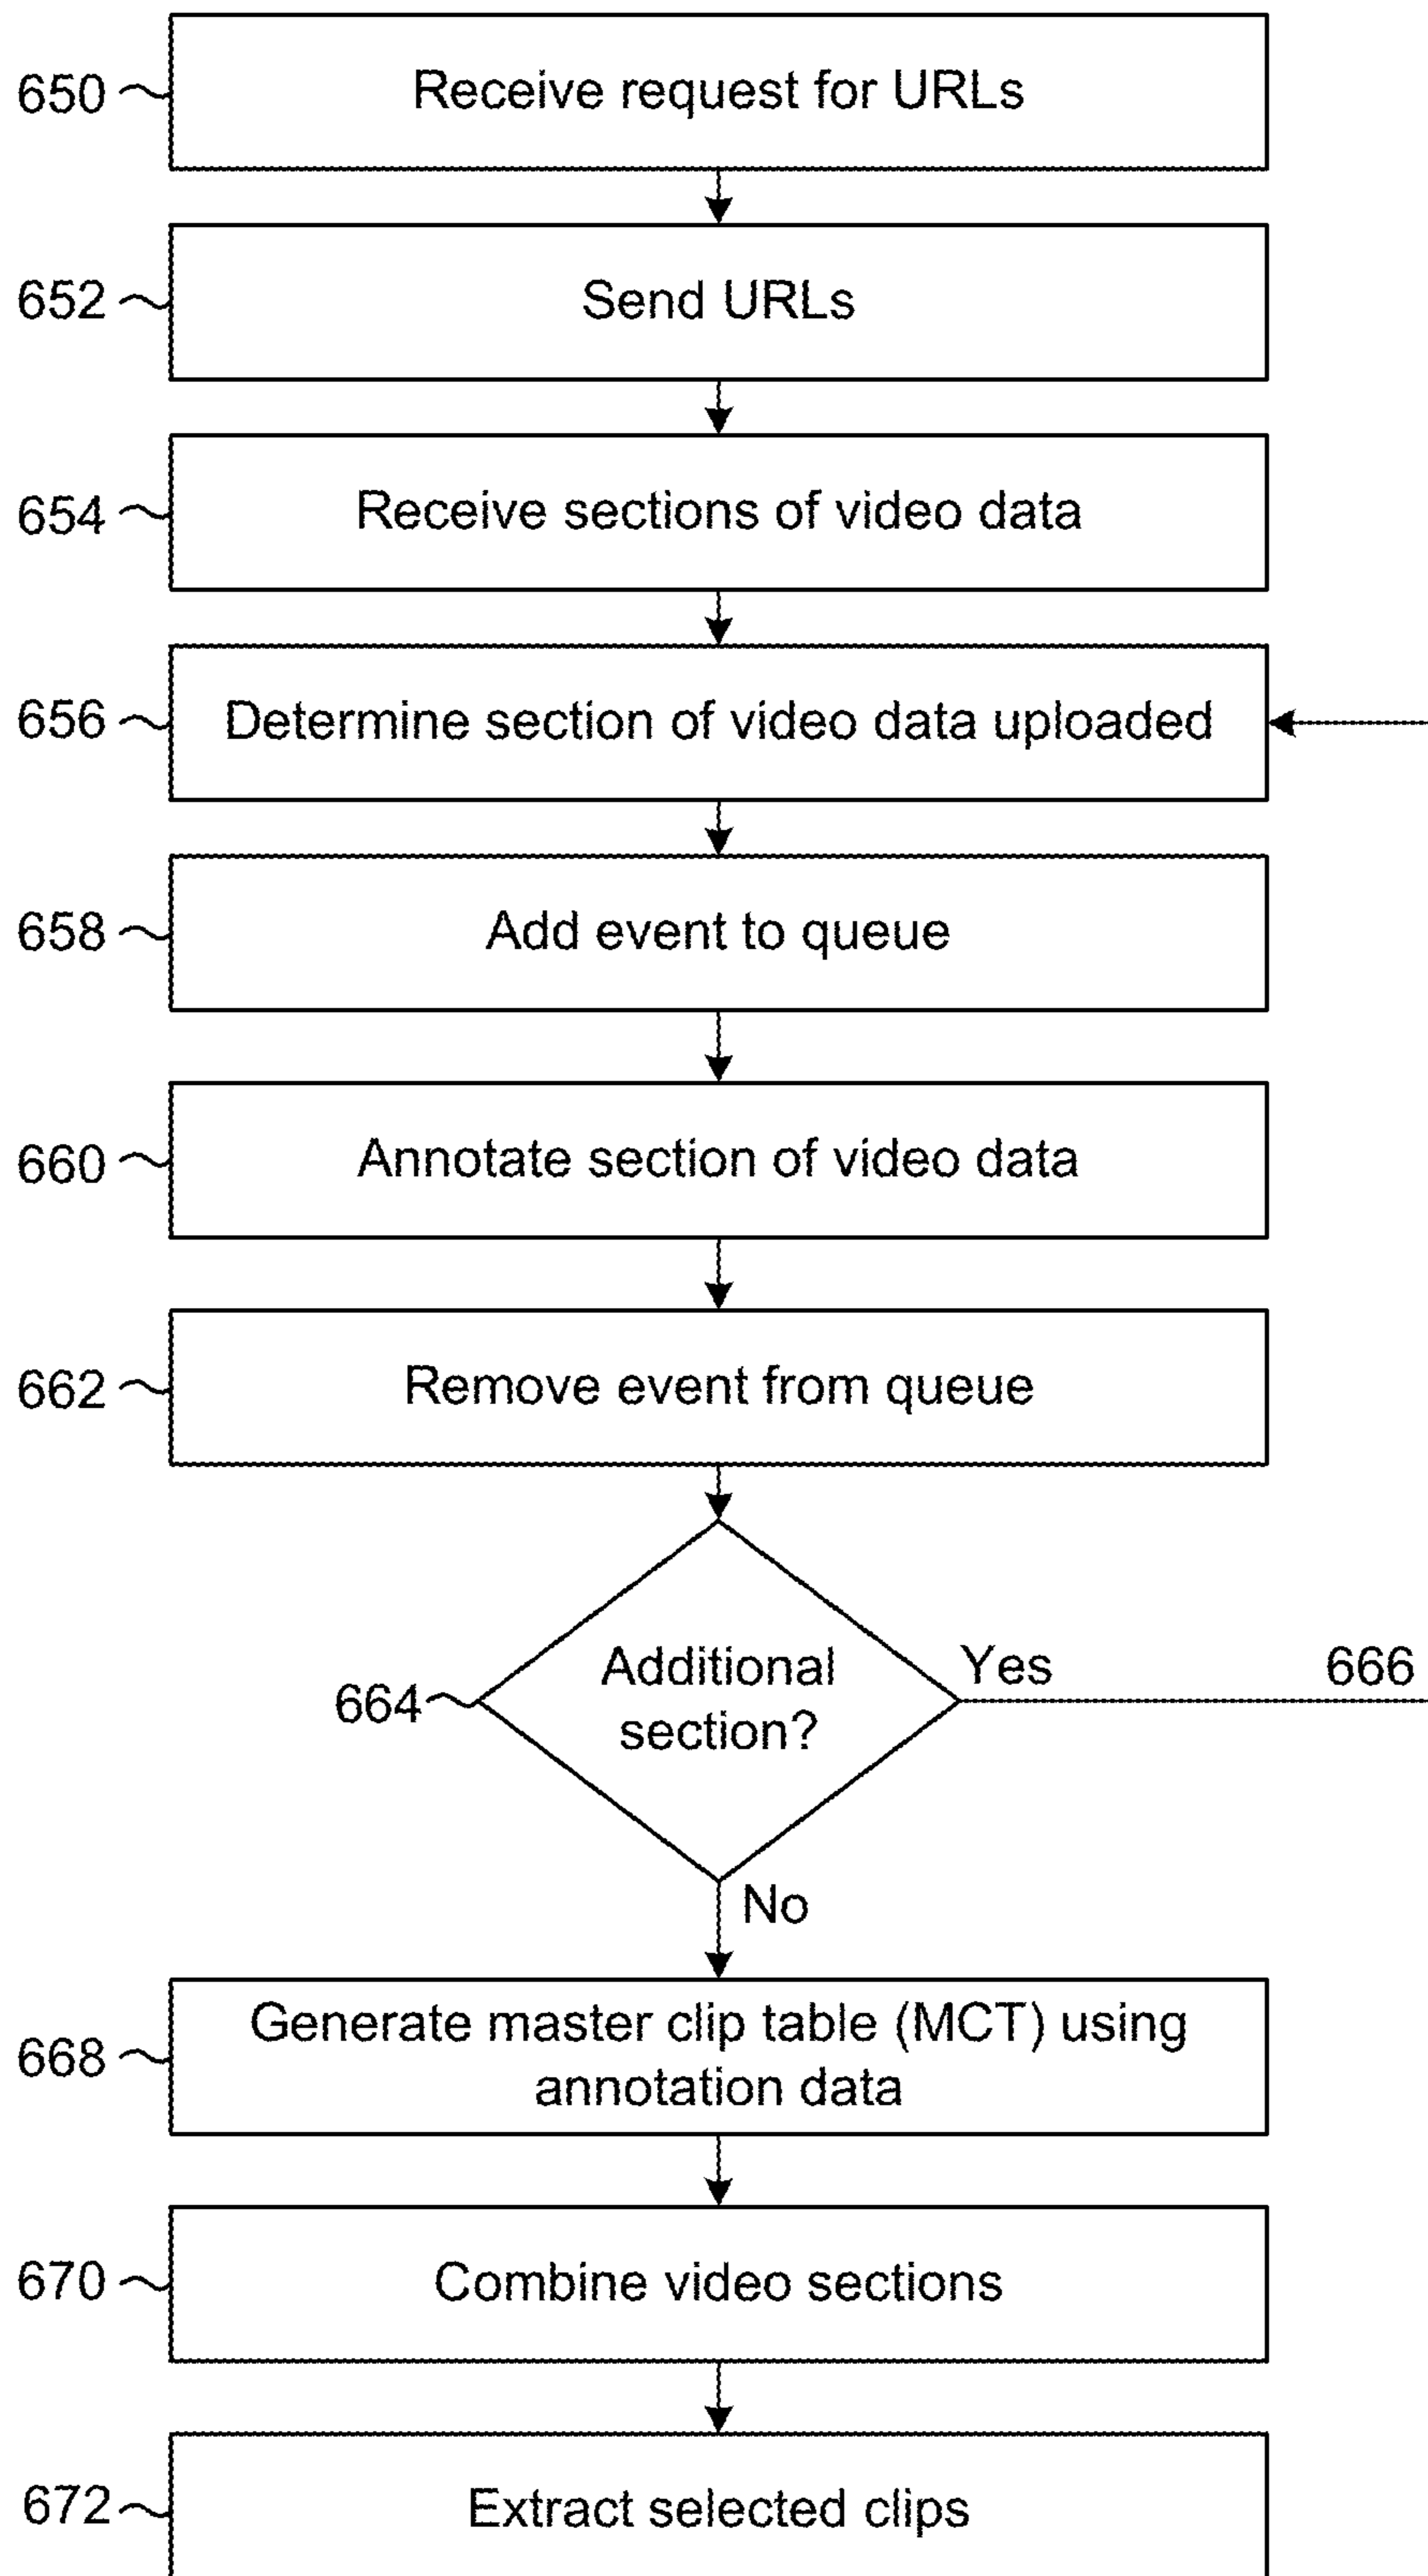 650
Receive request for URLs
652
Send URLs
654
Receive sections of video data
656
Determine section of video data uploaded
658
Add event to queue
660
Annotate section of video data
662
Remove event from queue
664
Additional
section?
Yes
666
No
668
Generate master clip table (MCT) using
annotation data
670
Combine video sections
672
Extract selected clips